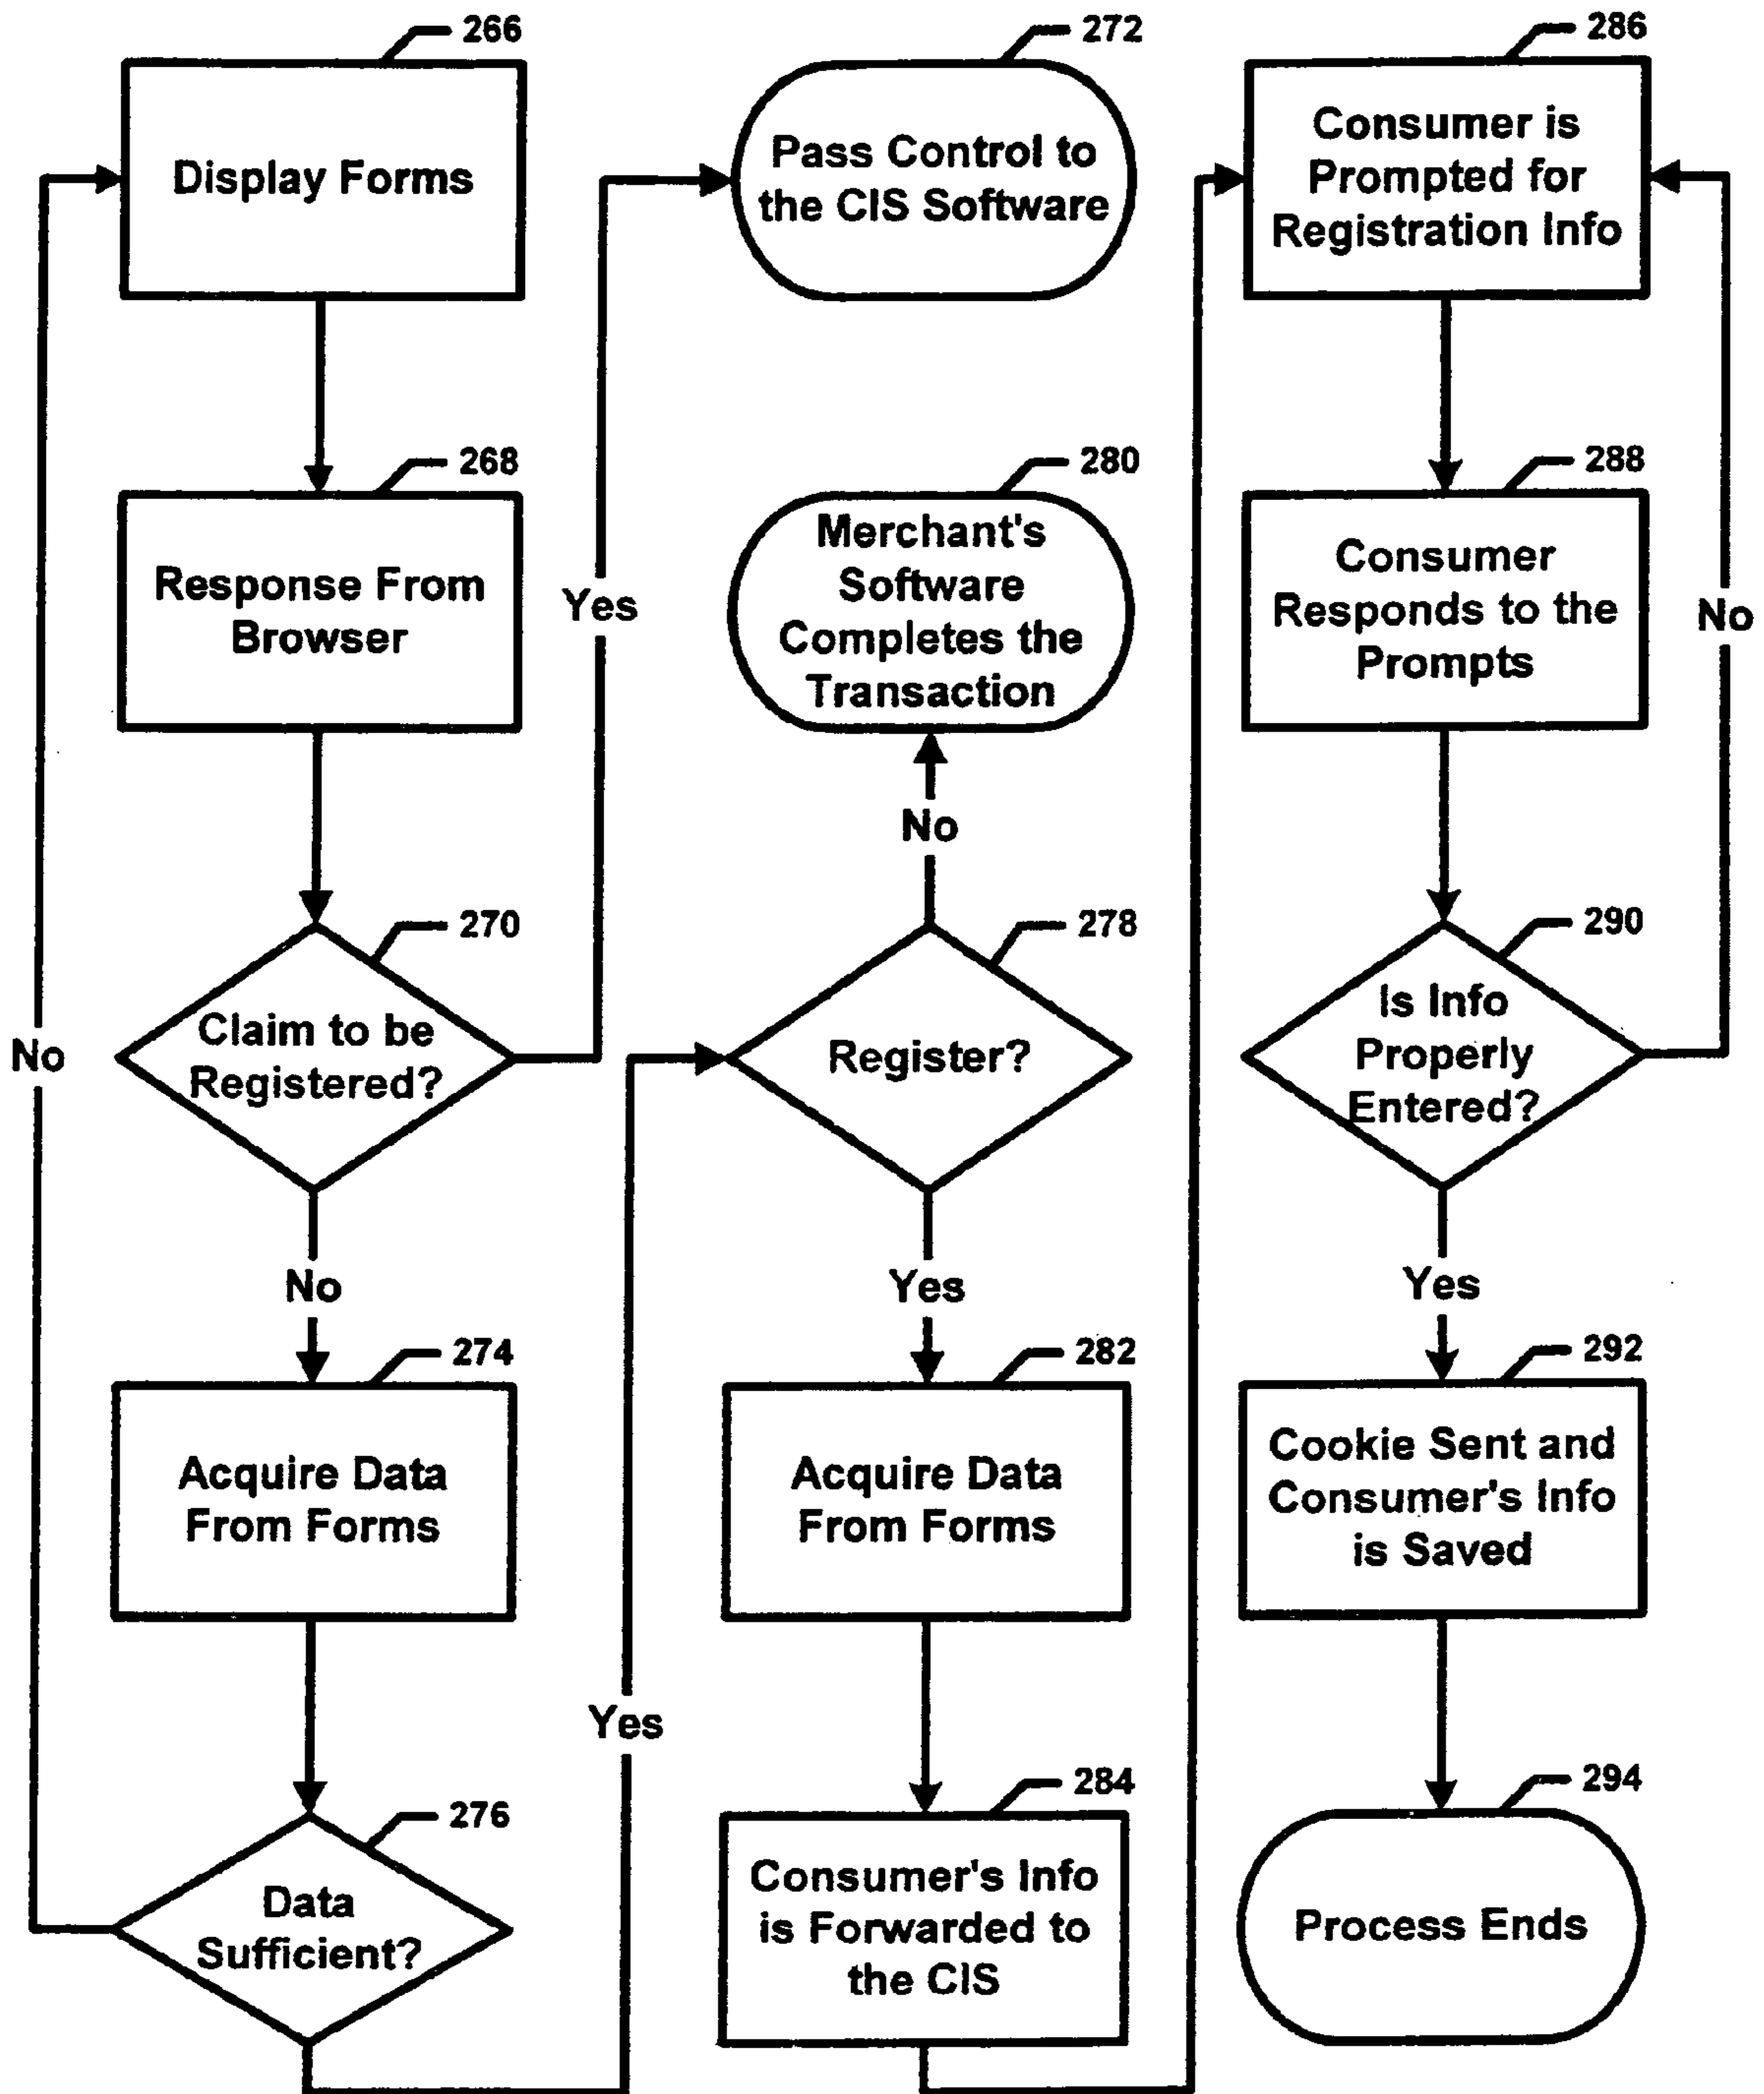 266
Display Forms
268
Response From
Browser
270
Claim to be
Registered?
No
No
274
Acquire Data
From Forms
276
Data
Sufficient?
Yes
Yes
272
Pass Control to
the CIS Software
280
Merchant's
Software
Completes the
Transaction
No
278
Register?
Yes
282
Acquire Data
From Forms
284
Consumer's Info
is Forwarded to
the CIS
286
Consumer is
Prompted for
Registration Info
288
Consumer
Responds to the
Prompts
No
290
Is Info
Properly
Entered?
Yes
292
Cookie Sent and
Consumer's Info
is Saved
294
Process Ends